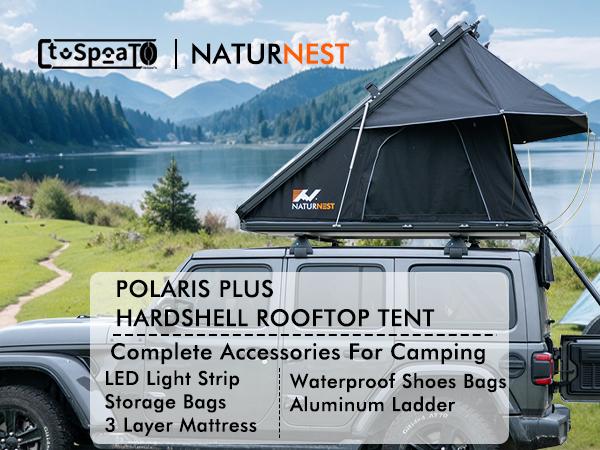 toSpoaTO | NATURNEST
NATURNEST
POLARIS PLUS
HARDSHELL ROOFTOP TENT
Complete Accessories For Camping
LED Light Strip
Storage Bags
3 Layer Mattress
Waterproof Shoes Bags
Aluminum Ladder